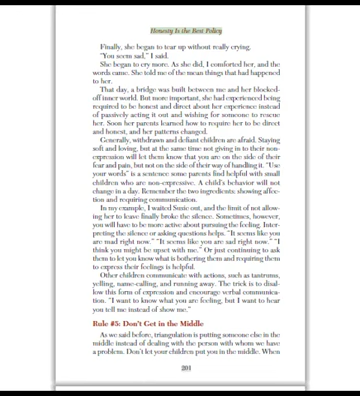 Honesty Is the Best Policy
Finally, she began to tear up without really crying.
"You seem sad," I said.
She began to cry more. As she did, I comforted her, and the
words came. She told me of the mean things that had happened
to her.
That day, a bridge was built between me and her blocked-
off inner world. But more important, she had experienced being
required to be honest and direct about her experience instead
of passively acting it out and wishing for someone to rescue
her. Soon her parents learned how to require her to be direct
and honest, and her patterns changed.
Generally, withdrawn and defiant children are afraid. Staying
soft and loving, but at the same time not giving in to their non-
expression will let them know that you are on the side of their
fear and pain, but not on the side of their way of handling it. "Use
your words" is a sentence some parents find helpful with small
children who are non-expressive. A child's behavior will not
change in a day. Remember the two ingredients: showing affec-
tion and requiring communication.
In my example, I waited Susie out, and the limit of not allow-
ing her to leave finally broke the silence. Sometimes, however,
you will have to be more active about pursuing the feeling. Inter-
preting the silence or asking questions helps. "It seems like you
are mad right now." "It seems like you are sad right now." "I
think you might be upset with me." Or just continuing to ask
them to let you know what is bothering them and requiring them
to express their feelings is helpful.
Other children communicate with actions, such as tantrums,
yelling, name-calling, and running away. The trick is to disal-
low this form of expression and encourage verbal communica-
tion. "I want to know what you are feeling, but I want to hear
you tell me instead of show me."
Rule #5: Don't Get in the Middle
As we said before, triangulation is putting someone else in the
middle instead of dealing with the person with whom we have
a problem. Don't let your children put you in the middle. When
201